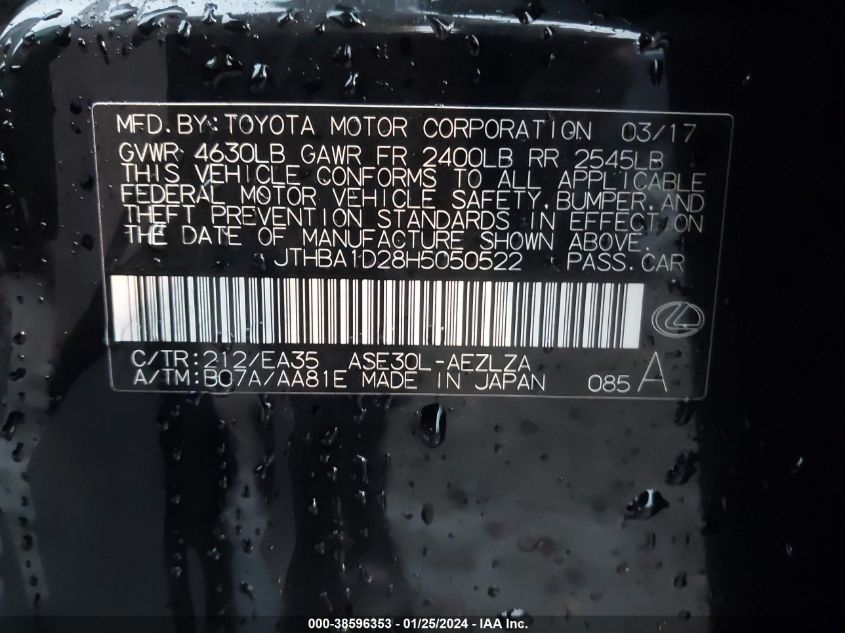 MFD.BY:TOYOTA MOTOR CORPORATION 03/17
GVWR 4630LB GAWR FR 2400LB RR 2545LB
THIS VEHICLE CONFORMS TO ALL APPLICABLE
FEDERAL MOTOR VEHICLE SAFETY,BUMPER,AND
THEFT PREVENTION STANDARDS IN EFFECT ON
THE DATE OF MANUFACTURE SHOWN ABOVE.
JTHBA1D28H5050522 PASS.CAR
C/TR:212/EA35 ASE30L-AEZLZA
A/TM:B07A/AA81E MADE IN JAPAN 085 A
000-38596353 — 01/25/2024 - IAA Inc.